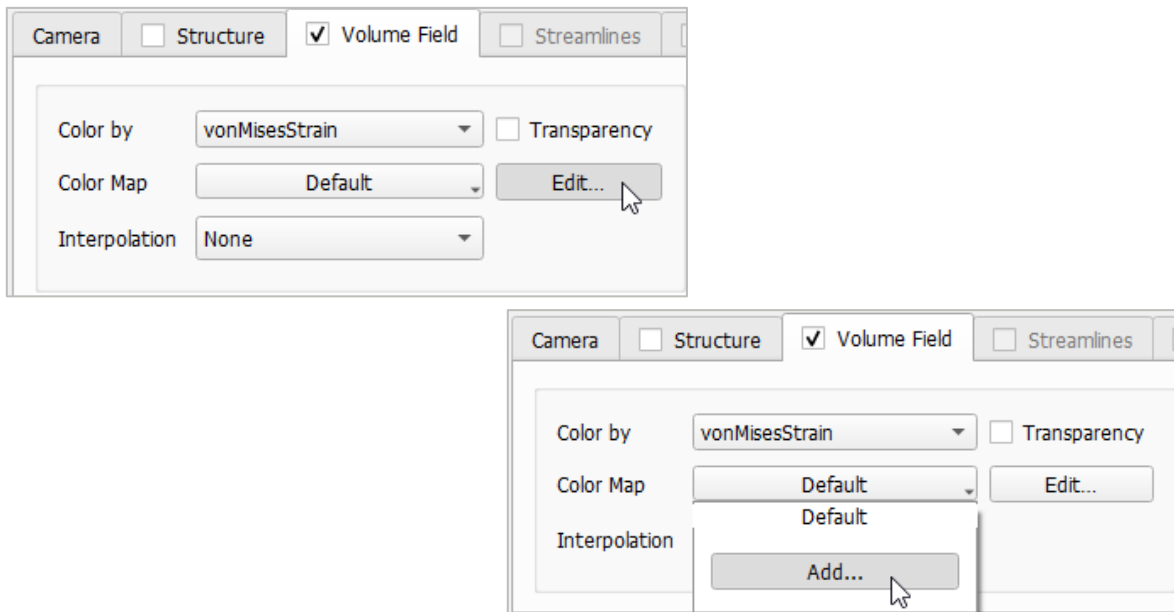 Camera Structure Volume Field Streamlines
Color by vonMisesStrain Transparency
Color Map Default Edit...
Interpolation None
Camera Structure Volume Field Streamlines
Color by vonMisesStrain Transparency
Color Map Default Edit...
Default
Interpolation
Add...